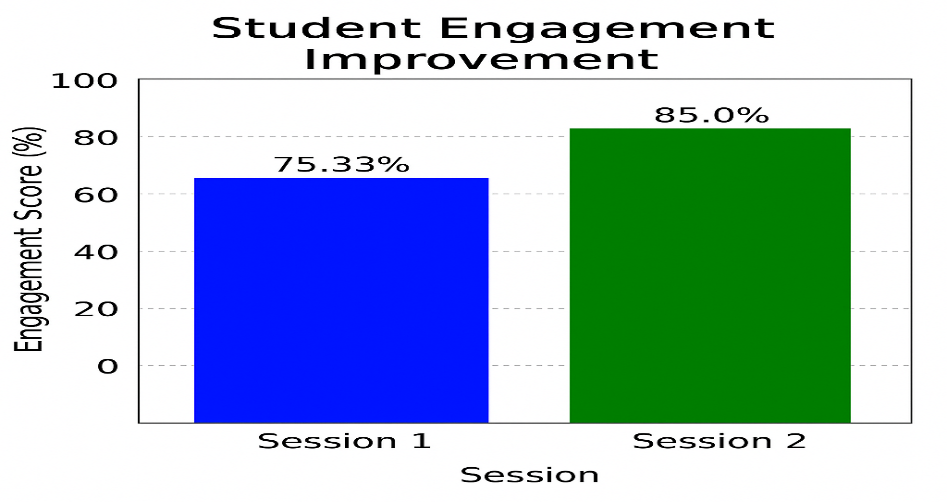 Student Engagement
Improvement
Engagement Score (%)
100
80
60
40
20
0
75.33%
85.0%
Session 1
Session 2
Session